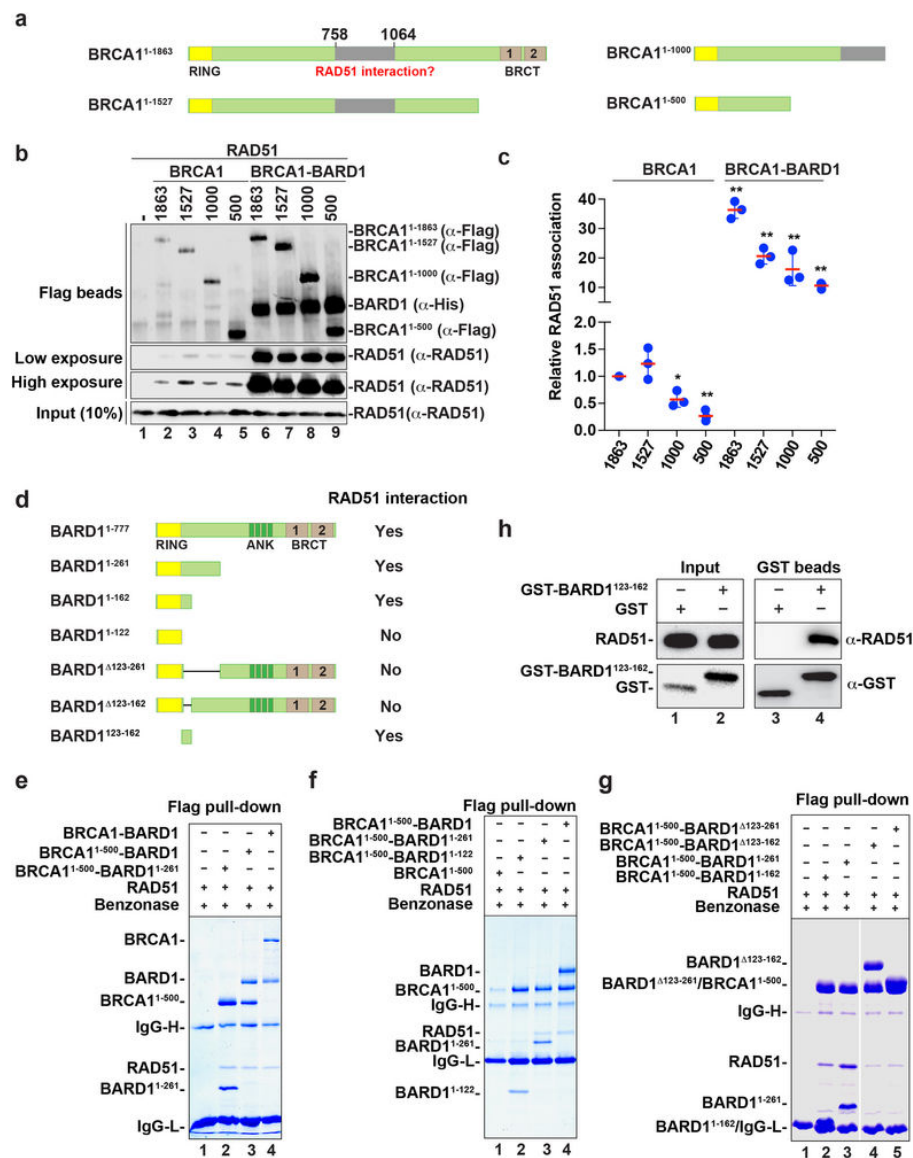 a
758 1064
BRCA1¹⁻¹⁸⁶³ 1 2
RING RAD51 interaction? BRCT
BRCA1¹⁻¹⁰⁰⁰
BRCA1¹⁻¹⁵²⁷
BRCA1¹⁻⁵⁰⁰
b
RAD51
BRCA1 BRCA1-BARD1
- 1863 1527 1000 500 1863 1527 1000 500
Flag beads
-BRCA1¹⁻¹⁸⁶³ (α-Flag)
-BRCA1¹⁻¹⁵²⁷ (α-Flag)
-BRCA1¹⁻¹⁰⁰⁰ (α-Flag)
-BARD1 (α-His)
-BRCA1¹⁻⁵⁰⁰ (α-Flag)
Low exposure -RAD51 (α-RAD51)
High exposure -RAD51 (α-RAD51)
Input (10%) -RAD51(α-RAD51)
1 2 3 4 5 6 7 8 9
c
BRCA1 BRCA1-BARD1
Relative RAD51 association
40
30
20
10
2.0
1.5
1.0
0.5
0.0
* ** ** ** ** **
1863 1527 1000 500 1863 1527 1000 500
d
RAD51 interaction
BARD1¹⁻⁷⁷⁷ 1 2 Yes
RING ANK BRCT
BARD1¹⁻²⁶¹ Yes
BARD1¹⁻¹⁶² Yes
BARD1¹⁻¹²² No
BARD1^Δ123-261 1 2 No
BARD1^Δ123-162 1 2 No
BARD1¹²³⁻¹⁶² Yes
h
Input GST beads
GST-BARD1¹²³⁻¹⁶² – + – +
GST + – + –
RAD51- -α-RAD51
GST-BARD1¹²³⁻¹⁶²-
GST- -α-GST
1 2 3 4
e
Flag pull-down
BRCA1-BARD1 – – – +
BRCA1¹⁻⁵⁰⁰-BARD1 – – + –
BRCA1¹⁻⁵⁰⁰-BARD1¹⁻²⁶¹ – + – –
RAD51 + + + +
Benzonase + + + +
BRCA1-
BARD1-
BRCA1¹⁻⁵⁰⁰-
IgG-H-
RAD51-
BARD1¹⁻²⁶¹-
IgG-L-
1 2 3 4
f
Flag pull-down
BRCA1¹⁻⁵⁰⁰-BARD1 – – – +
BRCA1¹⁻⁵⁰⁰-BARD1¹⁻²⁶¹ – – + –
BRCA1¹⁻⁵⁰⁰-BARD1¹⁻¹²² – + – –
BRCA1¹⁻⁵⁰⁰ + – – –
RAD51 + + + +
Benzonase + + + +
BARD1-
BRCA1¹⁻⁵⁰⁰-
IgG-H-
RAD51-
BARD1¹⁻²⁶¹-
IgG-L-
BARD1¹⁻¹²²-
1 2 3 4
g
Flag pull-down
BRCA1¹⁻⁵⁰⁰-BARD1^Δ123-261 – – – – +
BRCA1¹⁻⁵⁰⁰-BARD1^Δ123-162 – – – + –
BRCA1¹⁻⁵⁰⁰-BARD1¹⁻²⁶¹ – – + – –
BRCA1¹⁻⁵⁰⁰-BARD1¹⁻¹⁶² – + – – –
RAD51 + + + + +
Benzonase + + + + +
BARD1^Δ123-162-
BARD1^Δ123-261/BRCA1¹⁻⁵⁰⁰-
IgG-H-
RAD51-
BARD1¹⁻²⁶¹-
BARD1¹⁻¹⁶²/IgG-L-
1 2 3 4 5